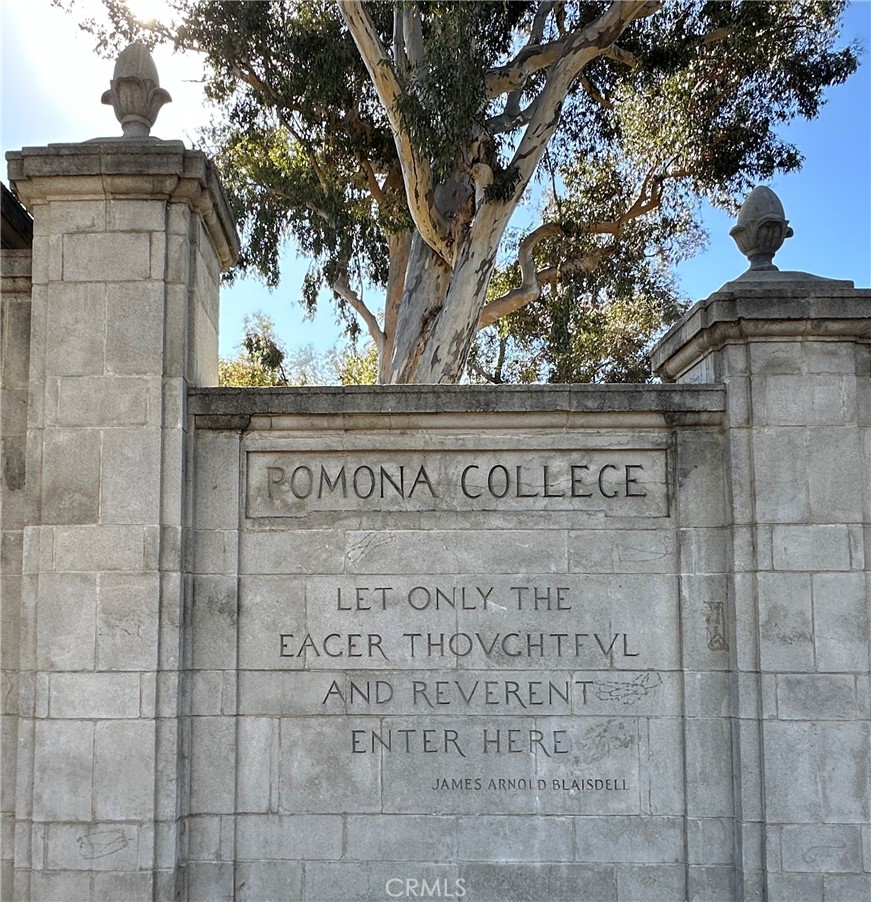 POMONA COLLEGE
LET ONLY THE
EAGER THOVGHTFVL
AND REVERENT
ENTER HERE
JAMES ARNOLD BLAISDELL
CRMLS